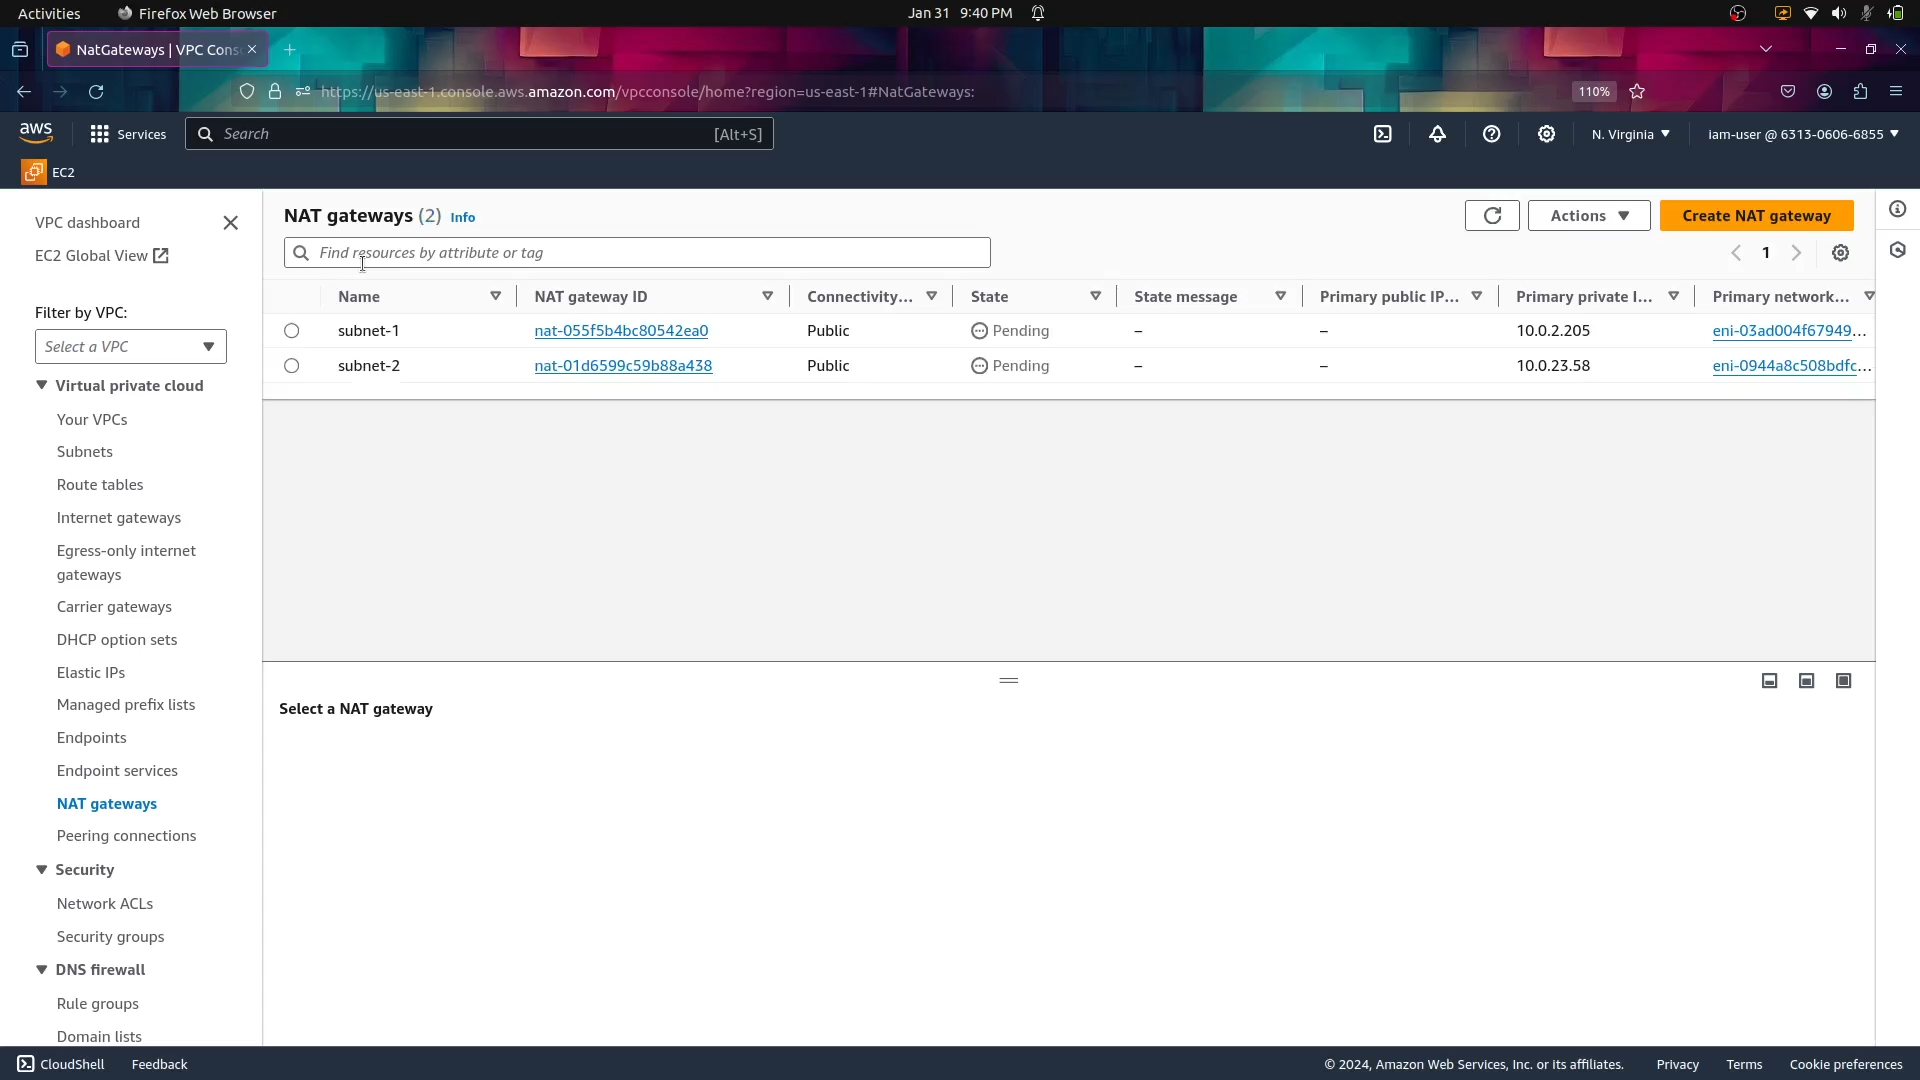 Activities
Firefox Web Browser
Jan 31 9:40 PM
NatGateways | VPC Cons
https://us-east-1.console.aws.amazon.com/vpcconsole/home?region=us-east-1#NatGateways:
110%
aws
Services
Search
[Alt+S]
N. Virginia
iam-user @ 6313-0606-6855
EC2
VPC dashboard
EC2 Global View
Filter by VPC:
Select a VPC
Virtual private cloud
Your VPCs
Subnets
Route tables
Internet gateways
Egress-only internet
gateways
Carrier gateways
DHCP option sets
Elastic IPs
Managed prefix lists
Endpoints
Endpoint services
NAT gateways
Peering connections
Security
Network ACLs
Security groups
DNS firewall
Rule groups
Domain lists
NAT gateways (2) Info
Actions
Create NAT gateway
Find resources by attribute or tag
1
Name NAT gateway ID Connectivity... State State message Primary public IP... Primary private I... Primary network...
subnet-1 nat-055f5b4bc80542ea0 Public Pending – – 10.0.2.205 eni-03ad004f67949...
subnet-2 nat-01d6599c59b88a438 Public Pending – – 10.0.23.58 eni-0944a8c508bdfc...
Select a NAT gateway
CloudShell
Feedback
© 2024, Amazon Web Services, Inc. or its affiliates.
Privacy
Terms
Cookie preferences